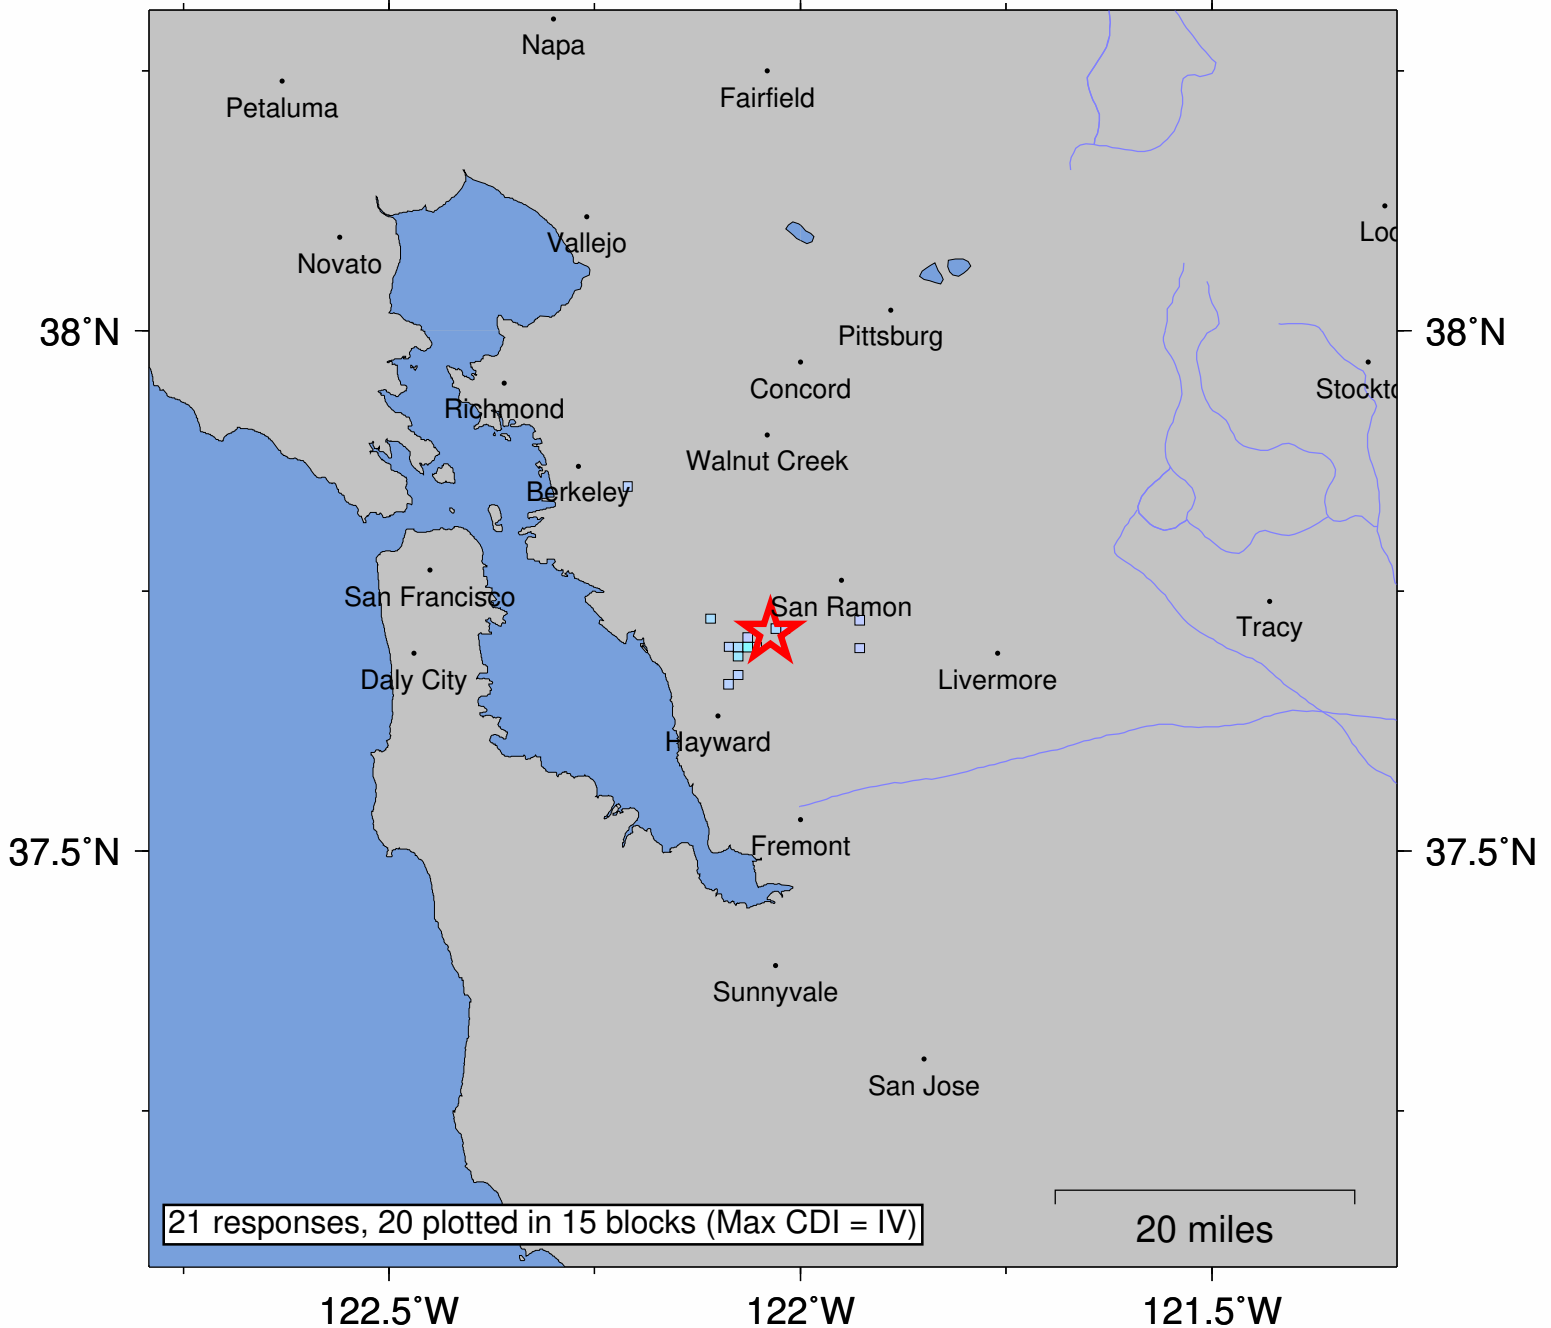 Napa
Fairfield
Petaluma
Loc
Vallejo
Novato
38°N
38°N
Pittsburg
Concord
Stockto
Richmond
Walnut Creek
Berkeley
San Francisco
San Ramon
Tracy
Daly City
Livermore
Hayward
37.5°N
Fremont
37.5°N
Sunnyvale
San Jose
21 responses, 20 plotted in 15 blocks (Max CDI = IV)
20 miles
122.5°W
122°W
121.5°W